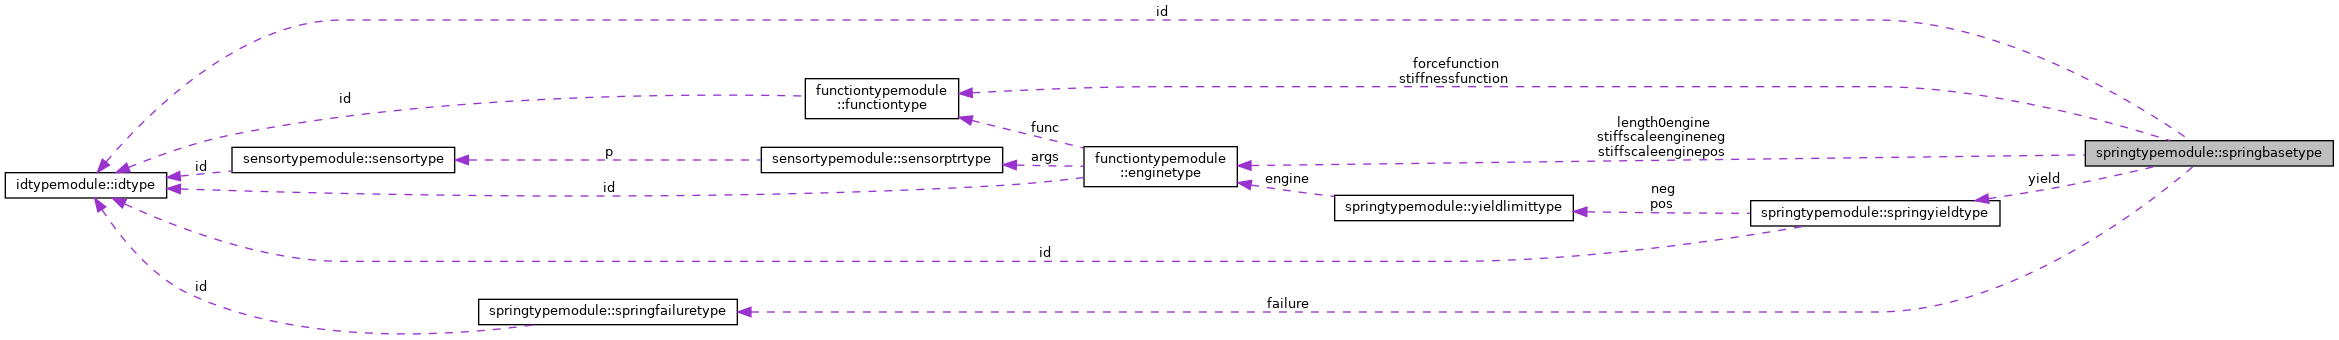 id
forcefunction
stiffnessfunction
functiontypemodule
::functiontype
id
length0engine
stiffscaleengineneg
stiffscaleenginepos
func
springtypemodule::springbasetype
sensortypemodule::sensortype
p
sensortypemodule::sensorptrtype
args
functiontypemodule
::enginetype
id
idtypemodule::idtype
id
engine
yield
neg
pos
springtypemodule::yieldlimittype
springtypemodule::springyieldtype
id
id
failure
springtypemodule::springfailuretype